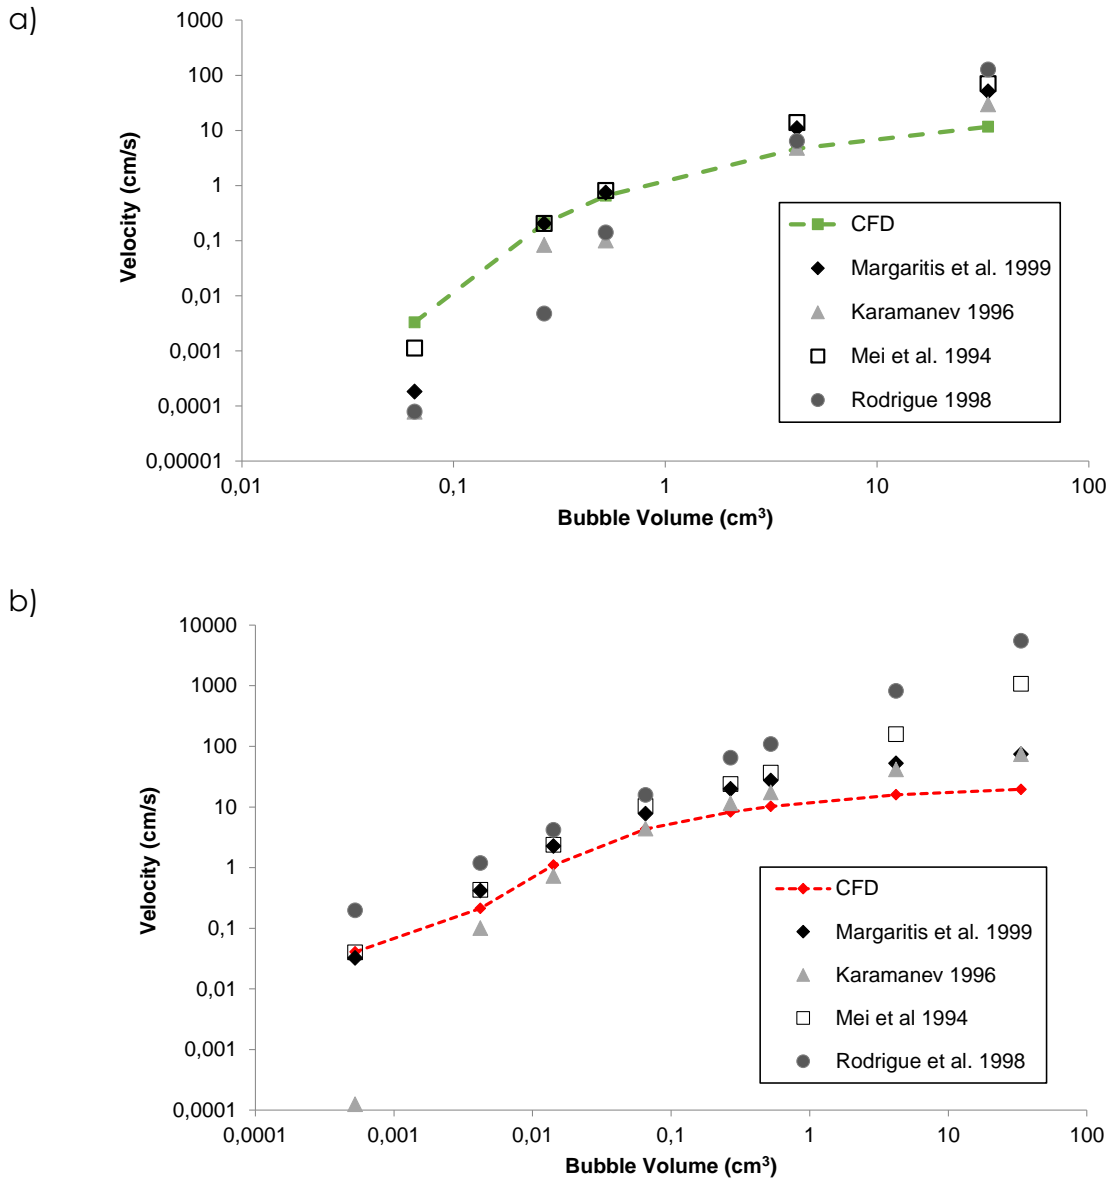 a)
1000
100
10
1
0,1
0,01
0,001
0,0001
0,00001
Velocity (cm/s)
0,01
0,1
1
10
100
Bubble Volume (cm³)
CFD
Margaritis et al. 1999
Karamanev 1996
Mei et al. 1994
Rodrigue 1998
b)
10000
1000
100
10
1
0,1
0,01
0,001
0,0001
Velocity (cm/s)
0,0001
0,001
0,01
0,1
1
10
100
Bubble Volume (cm³)
CFD
Margaritis et al. 1999
Karamanev 1996
Mei et al 1994
Rodrigue et al. 1998